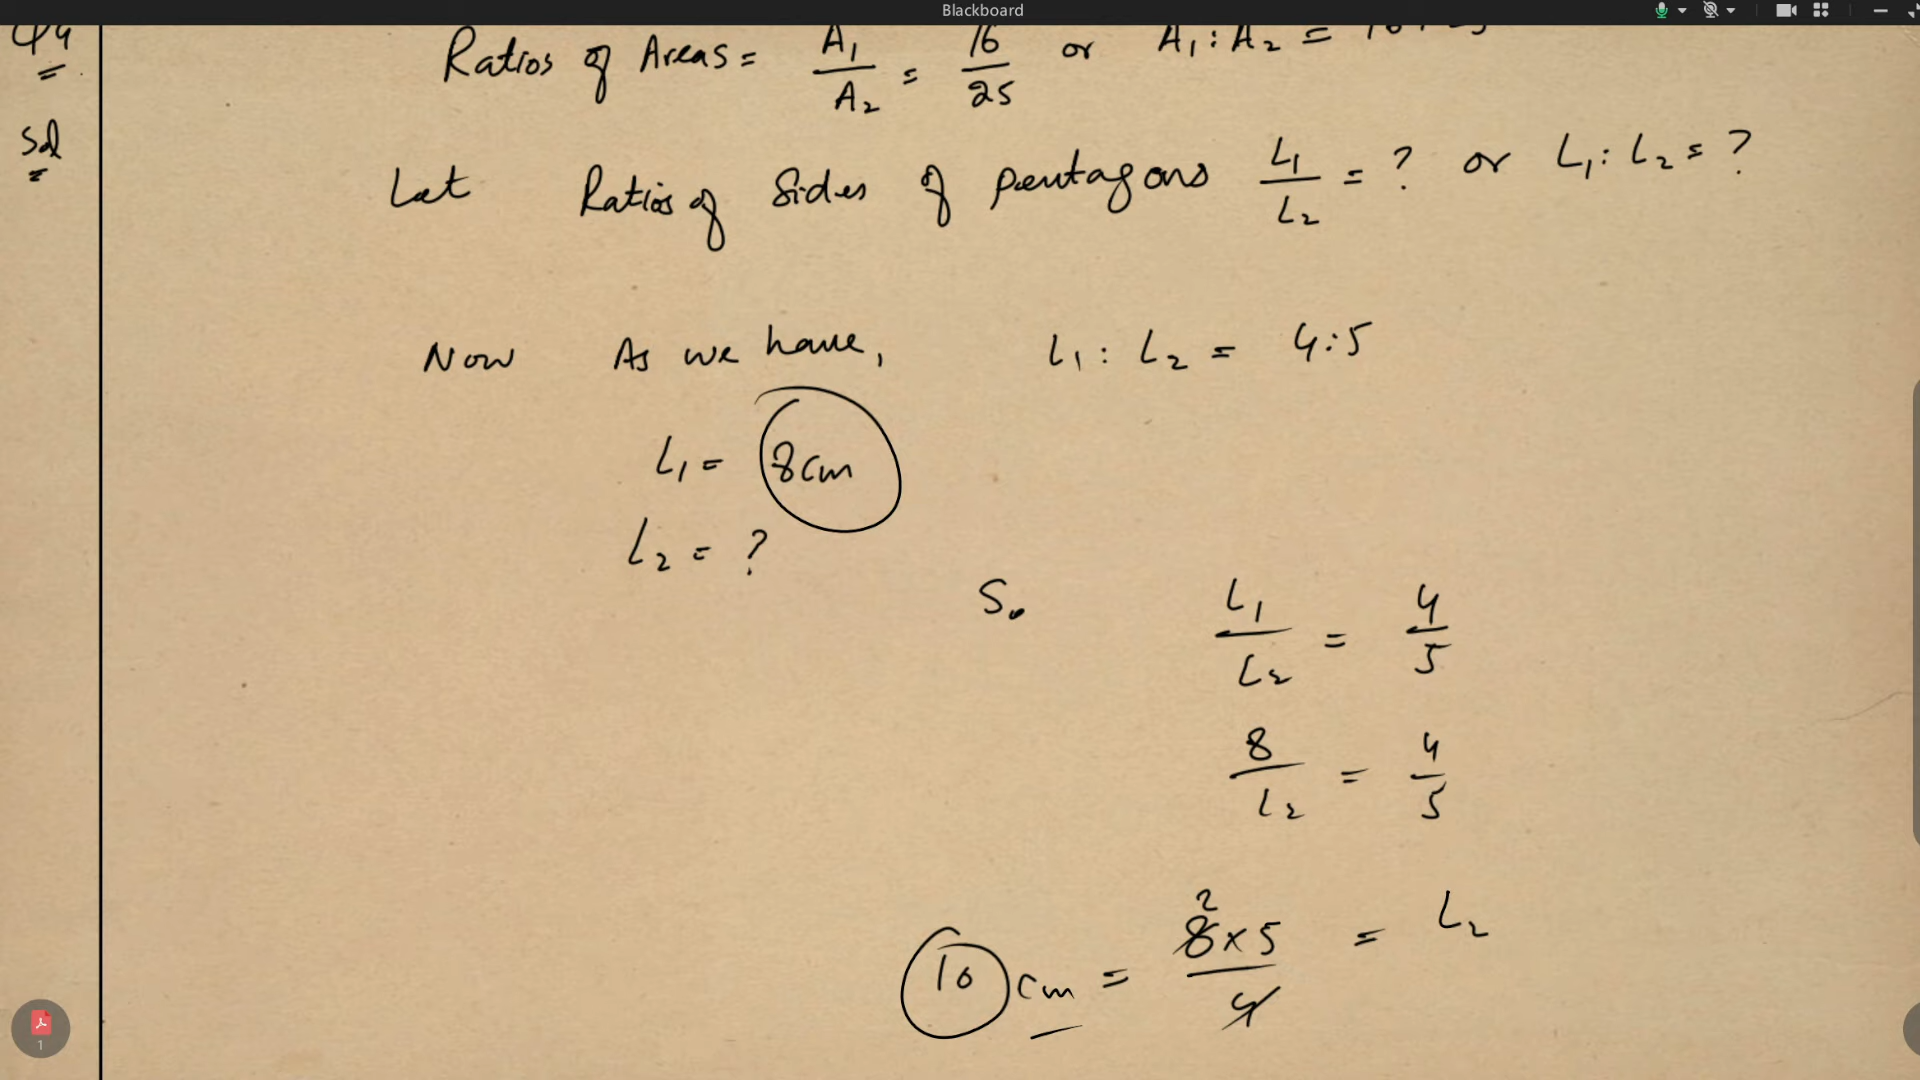 Blackboard
Q4
Ratios of Areas = A₁/A₂ = 16/25 or A₁ : A₂ =
Sol
Let Ratios of Sides of pentagons L₁/L₂ = ? or L₁ : L₂ = ?
Now As we have, L₁ : L₂ = 4:5
L₁ = 8cm
L₂ = ?
So L₁/L₂ = 4/5
8/L₂ = 4/5
2
10 cm = 8×5/4 = L₂
1